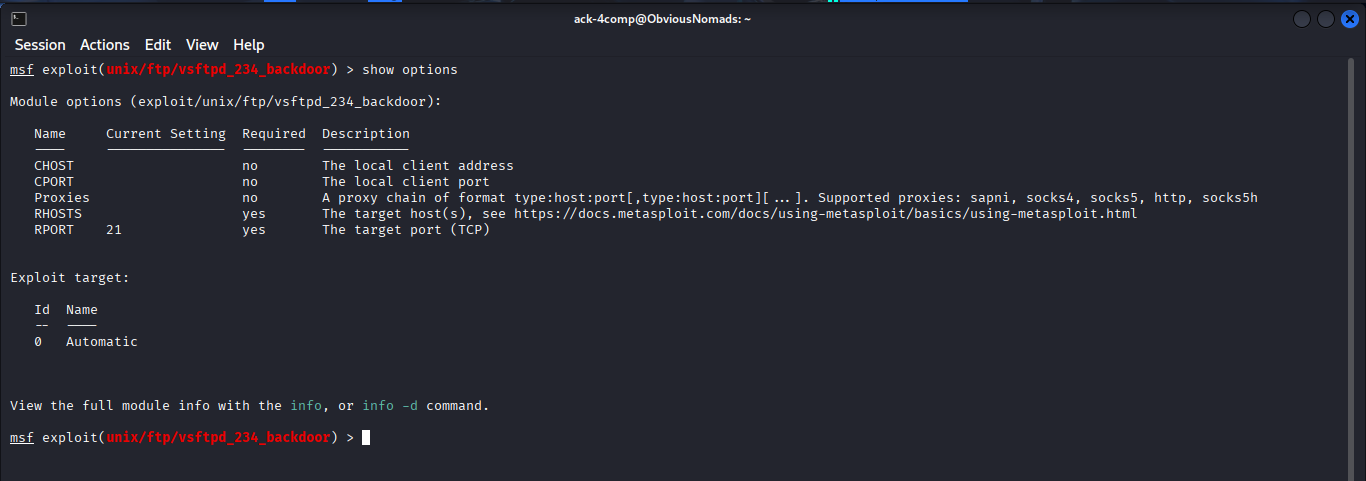 ack-4comp@ObviousNomads: ~
Session Actions Edit View Help
msf exploit(unix/ftp/vsftpd_234_backdoor) > show options
Module options (exploit/unix/ftp/vsftpd_234_backdoor):
Name Current Setting Required Description
---- --------------- -------- -----------
CHOST no The local client address
CPORT no The local client port
Proxies no A proxy chain of format type:host:port[,type:host:port][...]. Supported proxies: sapni, socks4, socks5, http, socks5h
RHOSTS yes The target host(s), see https://docs.metasploit.com/docs/using-metasploit/basics/using-metasploit.html
RPORT 21 yes The target port (TCP)
Exploit target:
Id Name
-- ----
0 Automatic
View the full module info with the info, or info -d command.
msf exploit(unix/ftp/vsftpd_234_backdoor) >